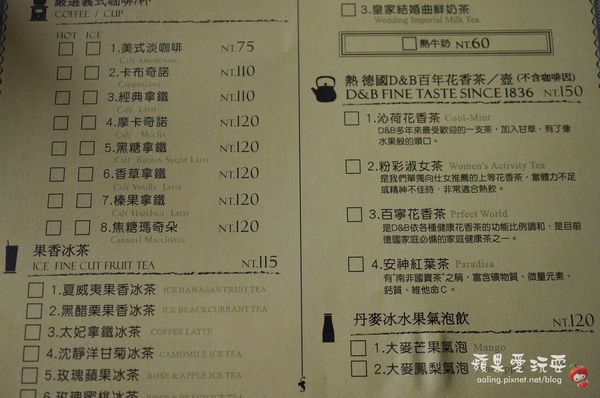 嚴選義式咖啡/杯
COFFEE / CUP
HOT ICE
1.美式淡咖啡 NT.75
Café Americano
2.卡布奇諾 NT.110
Cappuccino
3.經典拿鐵 NT.110
Café Latte
4.摩卡奇諾 NT.120
Café Mocha
5.黑糖拿鐵 NT.120
Café Brown Sugar Latte
6.香草拿鐵 NT.120
Café Vanilla Latte
7.榛果拿鐵 NT.120
Café Hazelnut Latte
8.焦糖瑪奇朵 NT.120
Caramel Macchiato
果香冰茶
ICE FINE CUT FRUIT TEA NT.115
1.夏威夷果香冰茶 ICE HAWAIIAN FRUIT TEA
2.黑醋栗果香冰茶 ICE BLACKCURRANT TEA
3.太妃拿鐵冰茶 COFFEE LATTE
4.沈靜洋甘菊冰茶 CAMOMILE ICE TEA
5.玫瑰蘋果冰茶 ROSE & APPLE ICE TEA
6.玫瑰蜜桃冰茶
3.皇家結婚曲鮮奶茶
Wedding Imperial Milk Tea
熱牛奶 NT.60
熱 德國D&B百年花香茶/壺(不含咖啡因)
D&B FINE TASTE SINCE 1836 NT.150
1.沁荷花香茶 Cool-Mint
D&B多年來最受歡迎的一支茶,加入甘草,有了像
水果般的順口。
2.粉彩淑女茶 Women's Activity Tea
是我們單獨向仕女推薦的上等花香茶,當體力不足
或精神不佳時,非常適合熱飲。
3.百寧花香茶 Prfect World
是D&B依各種健康花香茶的功能比例調和,是目前
德國家庭必備的家庭健康茶之一。
4.安神紅葉茶 Paradisa
有"南非國寶茶"之稱,富含礦物質、微量元素、
鈣質、維他命C。
丹麥冰水果氣泡飲 NT.120
1.大麥芒果氣泡 Mango
2.大麥鳳梨氣泡
蘋果愛玩耍
aaling.pixnet.net/blog